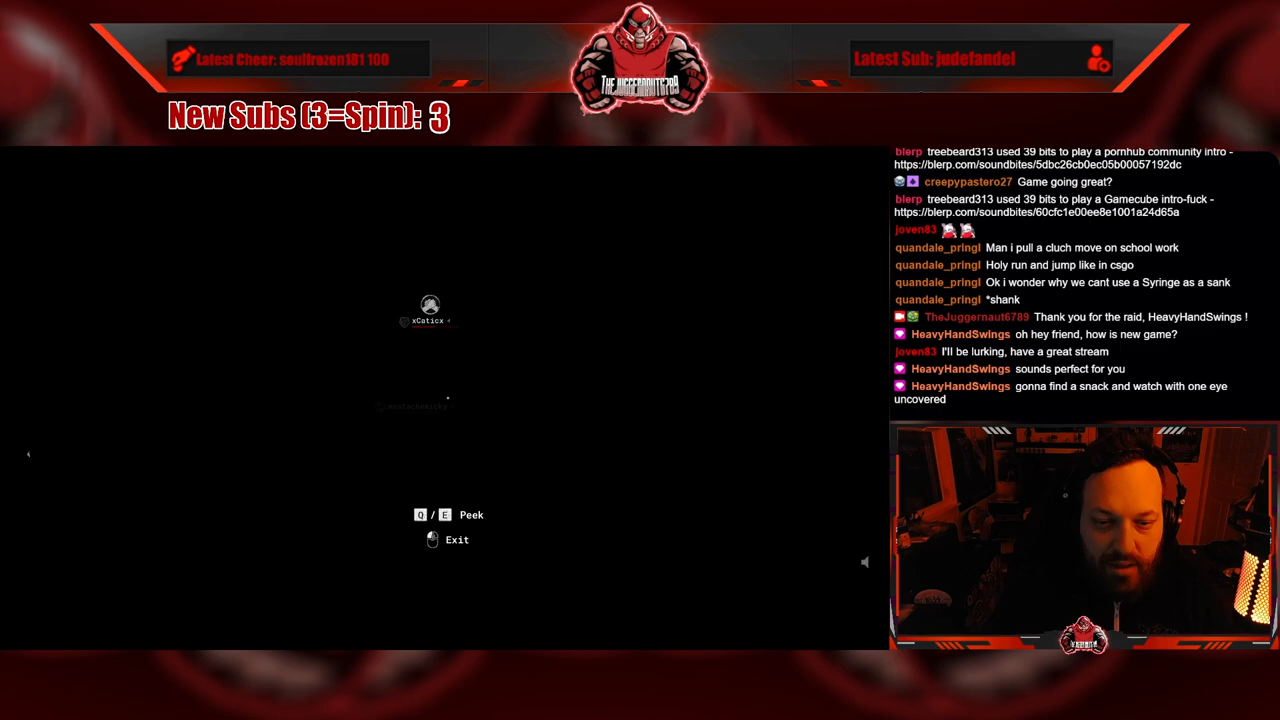 Latest Cheer: soulfrozen181 100
THEJUGGERNAUT6789
Latest Sub: judefandel
New Subs (3=Spin): 3
blerp treebeard313 used 39 bits to play a pornhub community intro -
https://blerp.com/soundbites/5dbc26cb0ec05b00057192dc
creepypastero27 Game going great?
blerp treebeard313 used 39 bits to play a Gamecube intro-fuck -
https://blerp.com/soundbites/60cfc1e00ee8e1001a24d65a
joven83
quandale_pringl Man i pull a cluch move on school work
quandale_pringl Holy run and jump like in csgo
quandale_pringl Ok i wonder why we cant use a Syringe as a sank
quandale_pringl *shank
TheJuggernaut6789 Thank you for the raid, HeavyHandSwings !
HeavyHandSwings oh hey friend, how is new game?
joven83 I'll be lurking, have a great stream
HeavyHandSwings sounds perfect for you
HeavyHandSwings gonna find a snack and watch with one eye
uncovered
xCaticx
Q / E Peek
Exit